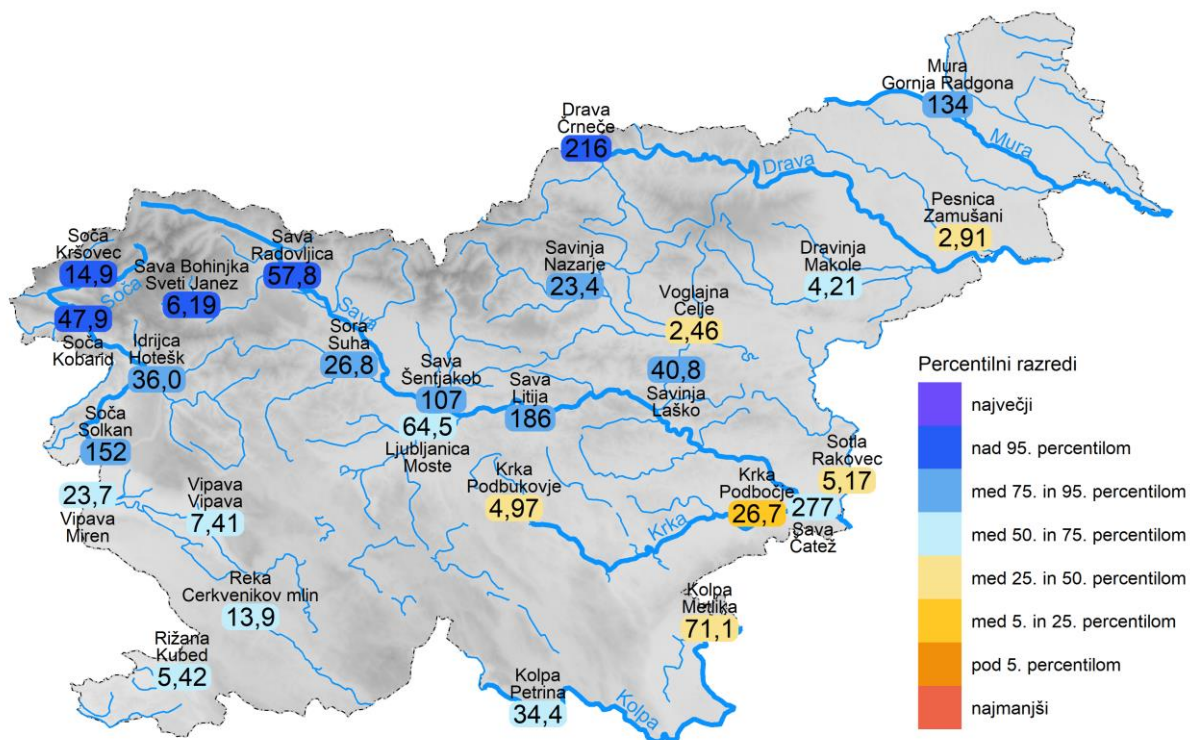 Mura
Gornja Radgona
134
Mura
Drava
Črneče
216
Drava
Pesnica
Zamušani
2,91
Soča
Kršovec
14,9
Soča
Sava Bohinjka
Sveti Janez
6,19
Sava
Radovljica
57,8
Sava
Savinja
Nazarje
23,4
Dravinja
Makole
4,21
Voglajna
Celje
2,46
47,9
Soča
Kobarid
Idrijca
Hotešk
36,0
Sora
Suha
26,8
Sava
Šentjakob
107
Sava
Litija
186
40,8
Savinja
Laško
64,5
Ljubljanica
Moste
Soča
Solkan
152
23,7
Vipava
Miren
Vipava
Vipava
7,41
Krka
Podbukovje
4,97
Krka
Krka
Podbočje
26,7
Sotla
Rakovec
5,17
277
Sava
Čatež
Reka
Cerkvenikov mlin
13,9
Rižana
Kubed
5,42
Kolpa
Petrina
34,4
Kolpa
Kolpa
Metlika
71,1
Percentilni razredi
največji
nad 95. percentilom
med 75. in 95. percentilom
med 50. in 75. percentilom
med 25. in 50. percentilom
med 5. in 25. percentilom
pod 5. percentilom
najmanjši